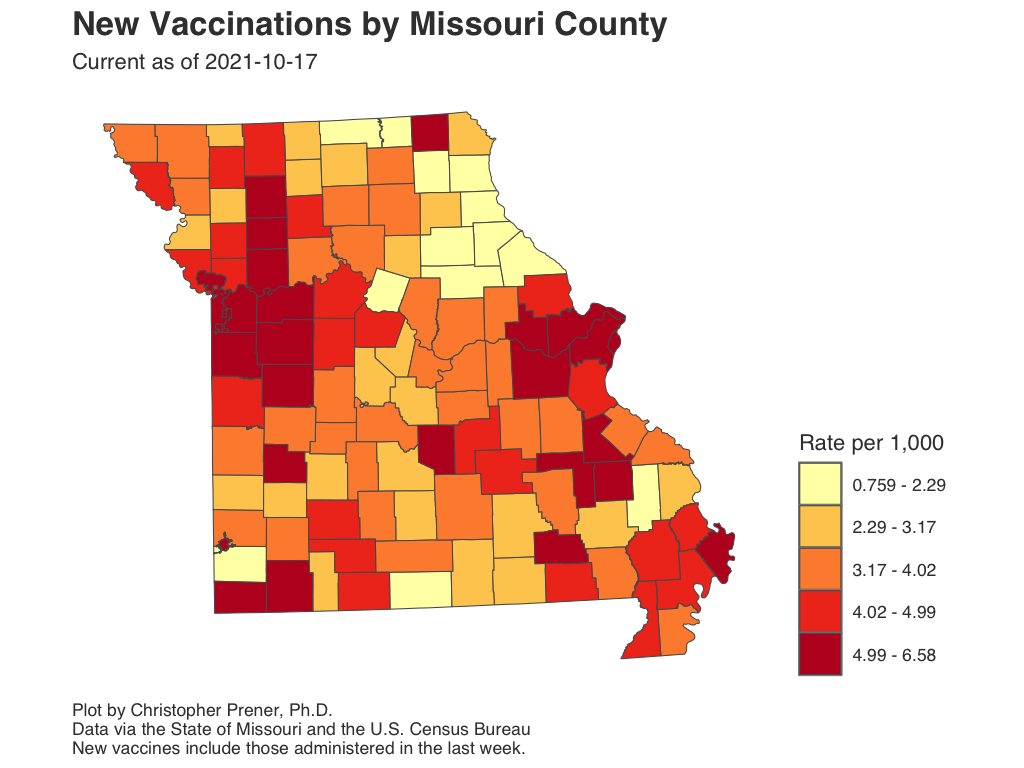 New Vaccinations by Missouri County
Current as of 2021-10-17
Rate per 1,000
0.759 - 2.29
2.29 - 3.17
3.17 - 4.02
4.02 - 4.99
4.99 - 6.58
Plot by Christopher Prener, Ph.D.
Data via the State of Missouri and the U.S. Census Bureau
New vaccines include those administered in the last week.